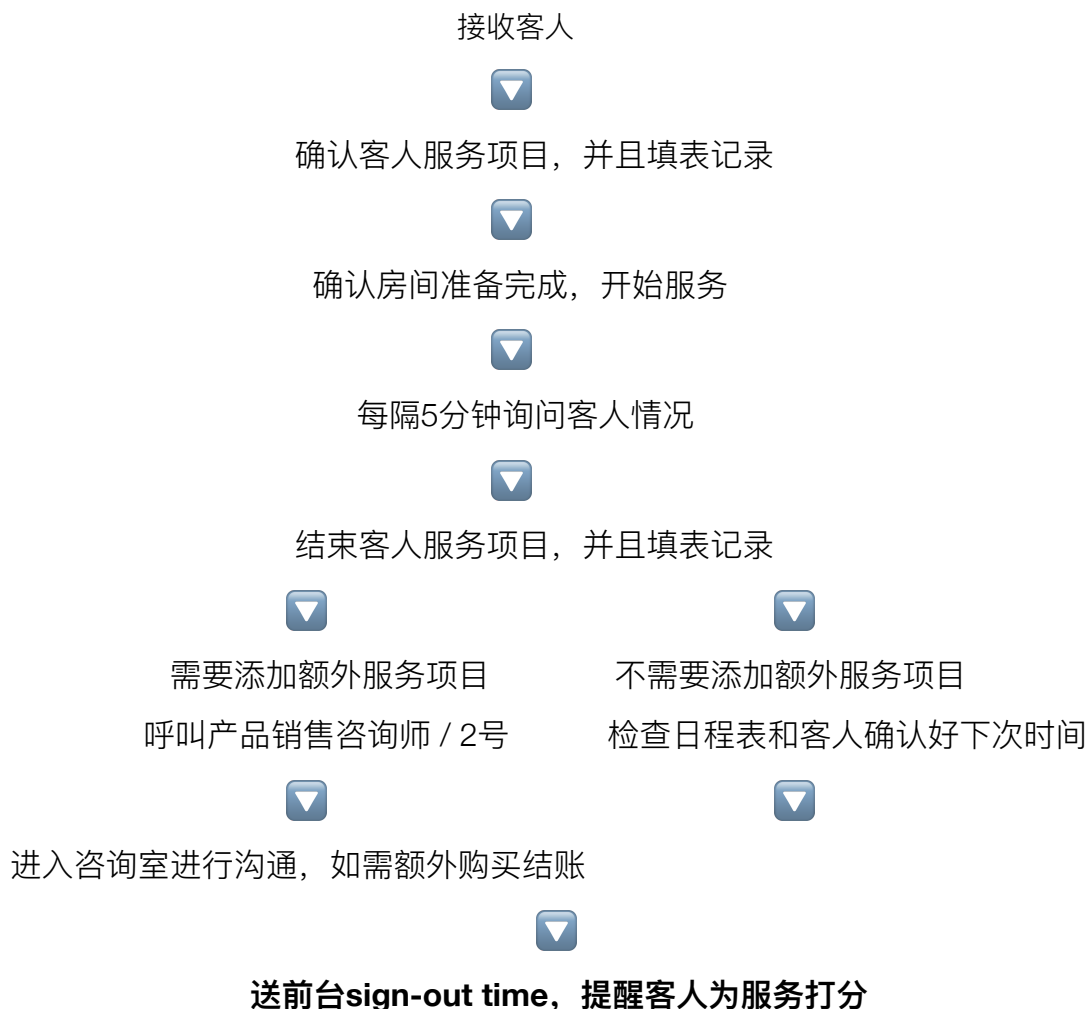 接收客人
确认客人服务项目，并且填表记录
确认房间准备完成，开始服务
每隔5分钟询问客人情况
结束客人服务项目，并且填表记录
需要添加额外服务项目
不需要添加额外服务项目
呼叫产品销售咨询师 / 2号
检查日程表和客人确认好下次时间
进入咨询室进行沟通，如需额外购买结账
送前台sign-out time，提醒客人为服务打分